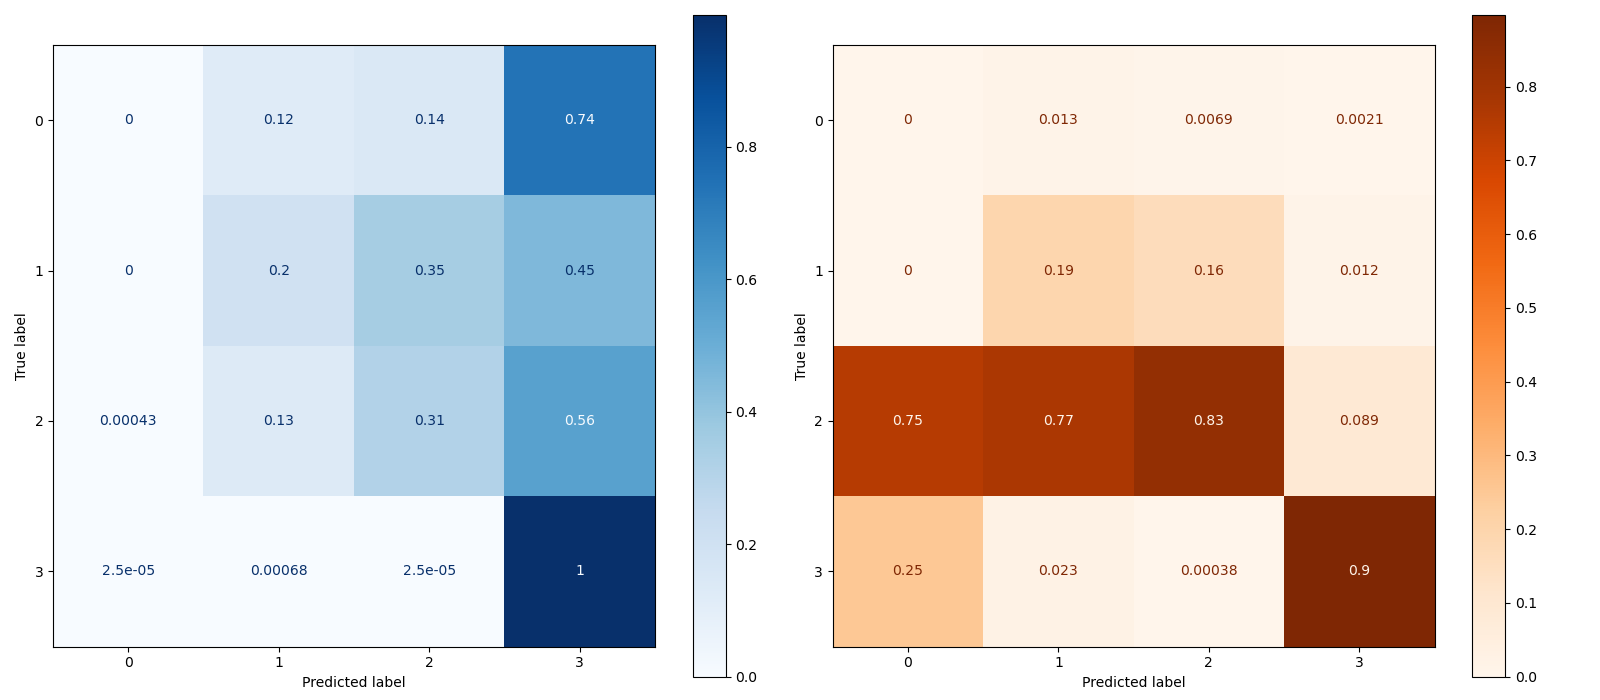 0 0.12 0.14 0.74
0 0.2 0.35 0.45
0.00043 0.13 0.31 0.56
2.5e-05 0.00068 2.5e-05 1
0
1
2
3
True label
0 1 2 3
Predicted label
0.8
0.6
0.4
0.2
0.0
0 0.013 0.0069 0.0021
0 0.19 0.16 0.012
0.75 0.77 0.83 0.089
0.25 0.023 0.00038 0.9
0
1
2
3
True label
0 1 2 3
Predicted label
0.8
0.7
0.6
0.5
0.4
0.3
0.2
0.1
0.0